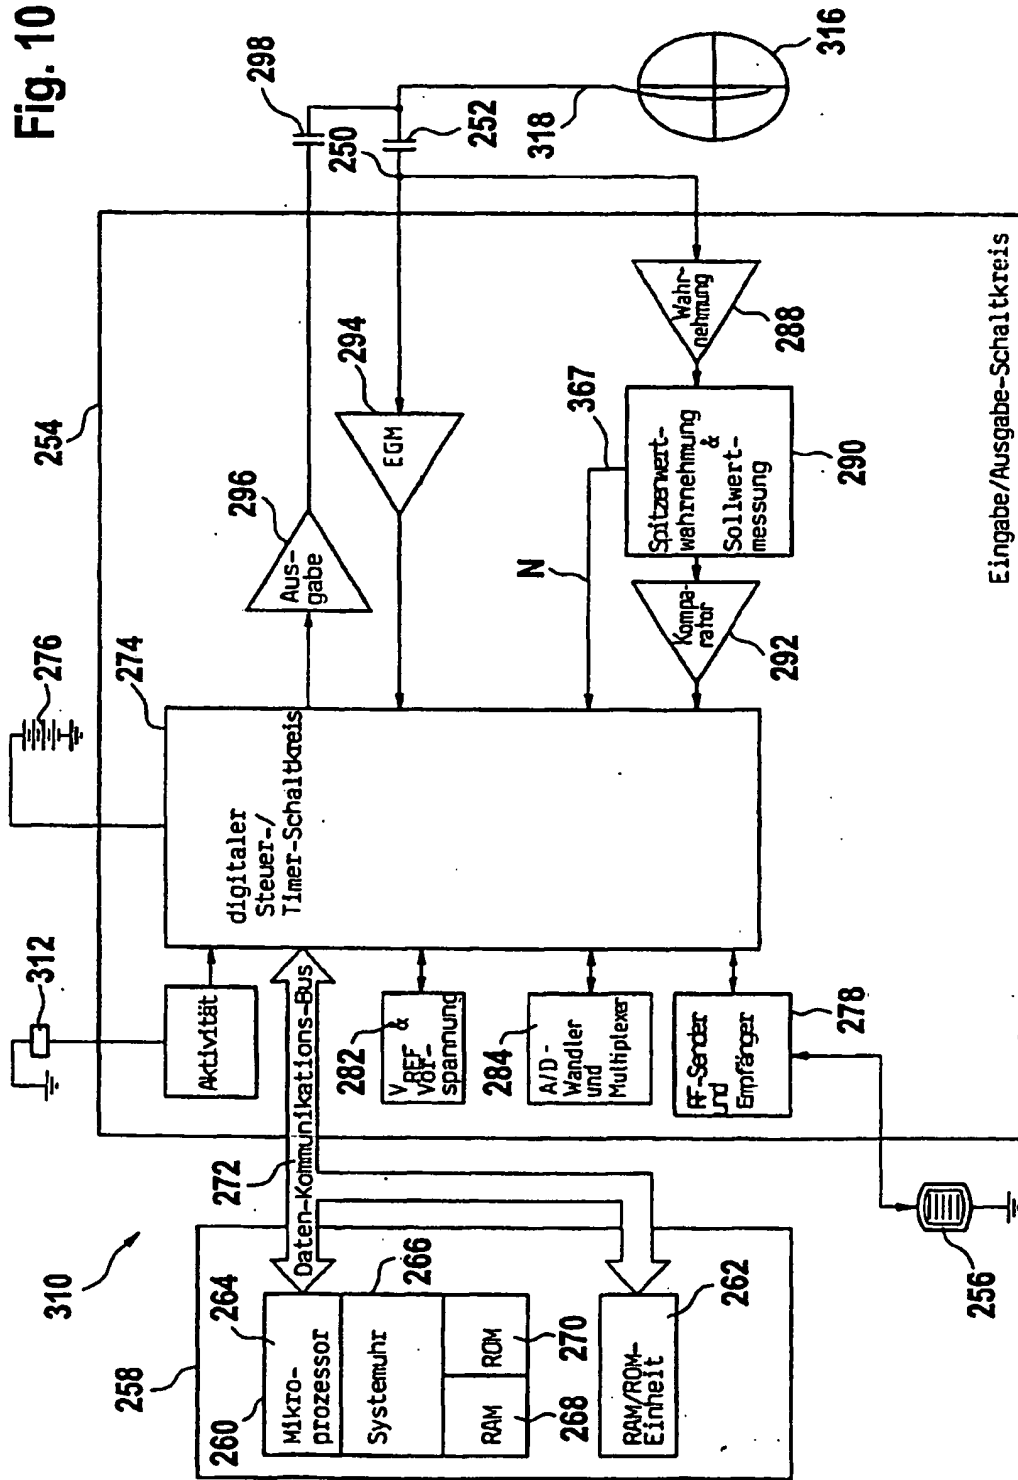 Fig. 10
310
258
260
264
Mikro-
prozessor
Systemuhr
266
RAM
ROM
268
270
RAM/ROM-
Einheit
262
272
Daten-Kommunikations-Bus
312
Aktivität
282
V REF &
Vor-
spannung
284
A/D-
Wandler
und
Multiplexer
RF-Sender
und
Empfänger
278
256
276
274
digitaler
Steuer-/
Timer-Schaltkreis
254
296
Aus-
gabe
294
EGM
N
367
Kompa-
rator
292
Spitzenwert-
wahrnehmung
&
Sollwert-
messung
290
Wahr-
nehmung
288
298
250
252
318
316
Eingabe/Ausgabe-Schaltkreis